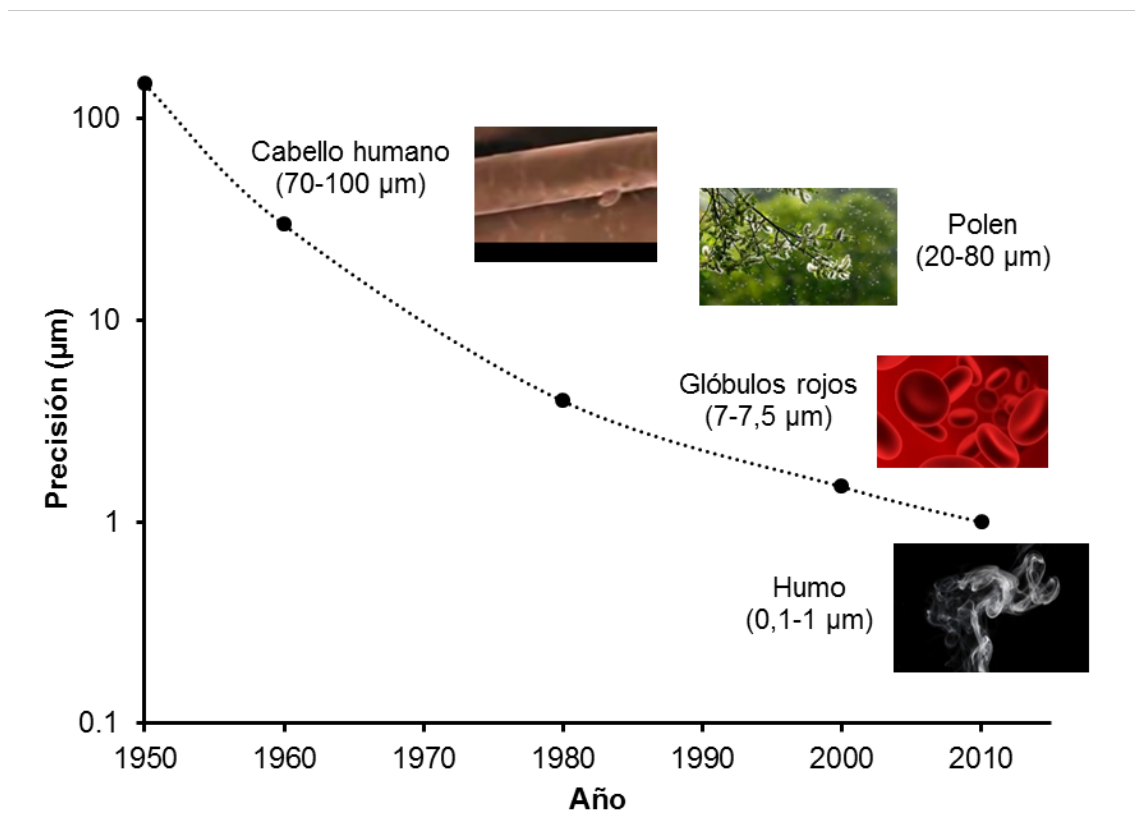 100
10
1
0.1
Precisión (µm)
Cabello humano
(70-100 µm)
Polen
(20-80 µm)
Glóbulos rojos
(7-7,5 µm)
Humo
(0,1-1 µm)
1950 1960 1970 1980 1990 2000 2010
Año